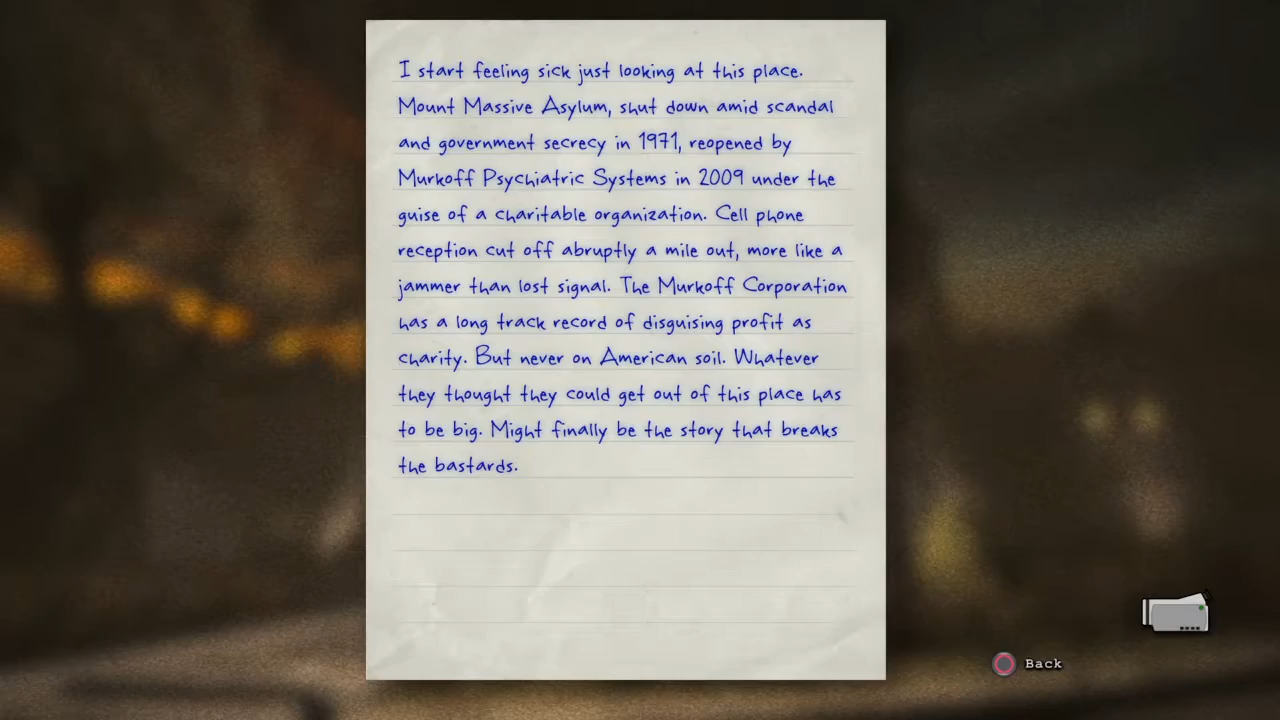 I start feeling sick just looking at this place.
Mount Massive Asylum, shut down amid scandal
and government secrecy in 1971, reopened by
Murkoff Psychiatric Systems in 2009 under the
guise of a charitable organization. Cell phone
reception cut off abruptly a mile out, more like a
jammer than lost signal. The Murkoff Corporation
has a long track record of disguising profit as
charity. But never on American soil. Whatever
they thought they could get out of this place has
to be big. Might finally be the story that breaks
the bastards.
Back